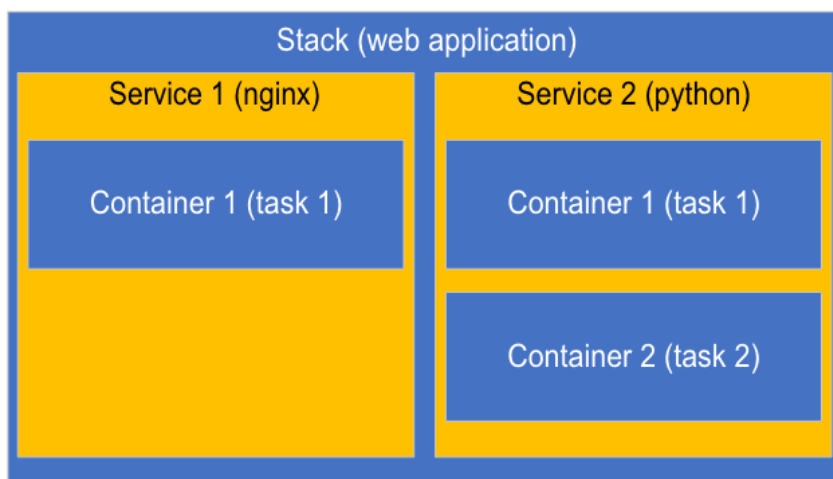 Stack (web application)
Service 1 (nginx)
Container 1 (task 1)
Service 2 (python)
Container 1 (task 1)
Container 2 (task 2)